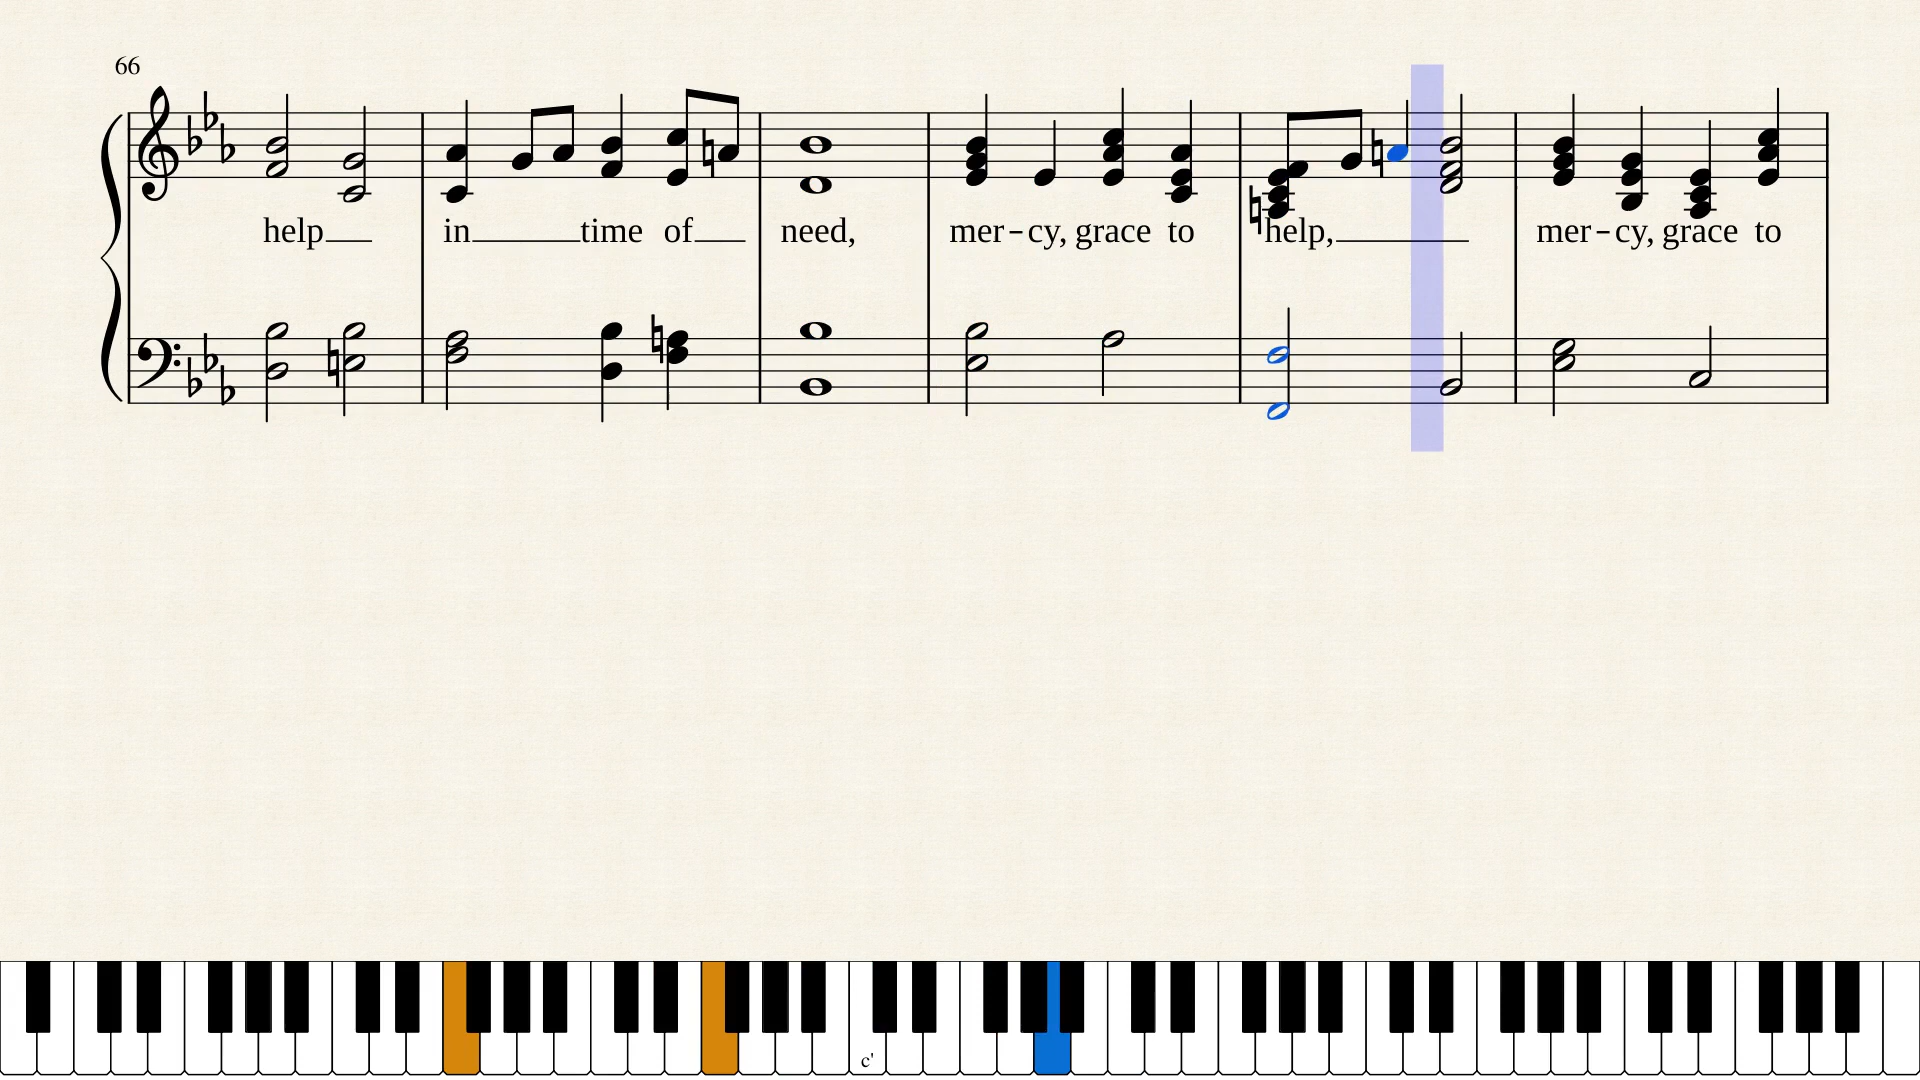 66
help in time of need, mer-cy, grace to help, mer-cy, grace to
c'